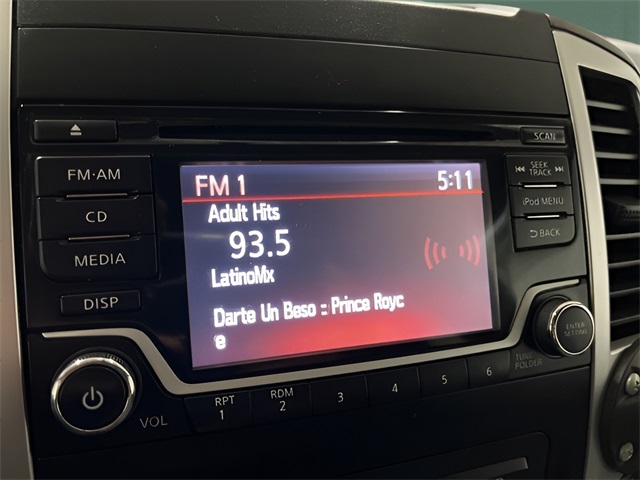 SCAN
FM·AM
SEEK
TRACK
CD
iPod MENU
MEDIA
BACK
DISP
FM 1
5:11
Adult Hits
93.5
LatinoMx
Darte Un Beso :: Prince Royc
e
ENTER
SETTING
TUNE
FOLDER
VOL
RPT
1
RDM
2
3
4
5
6